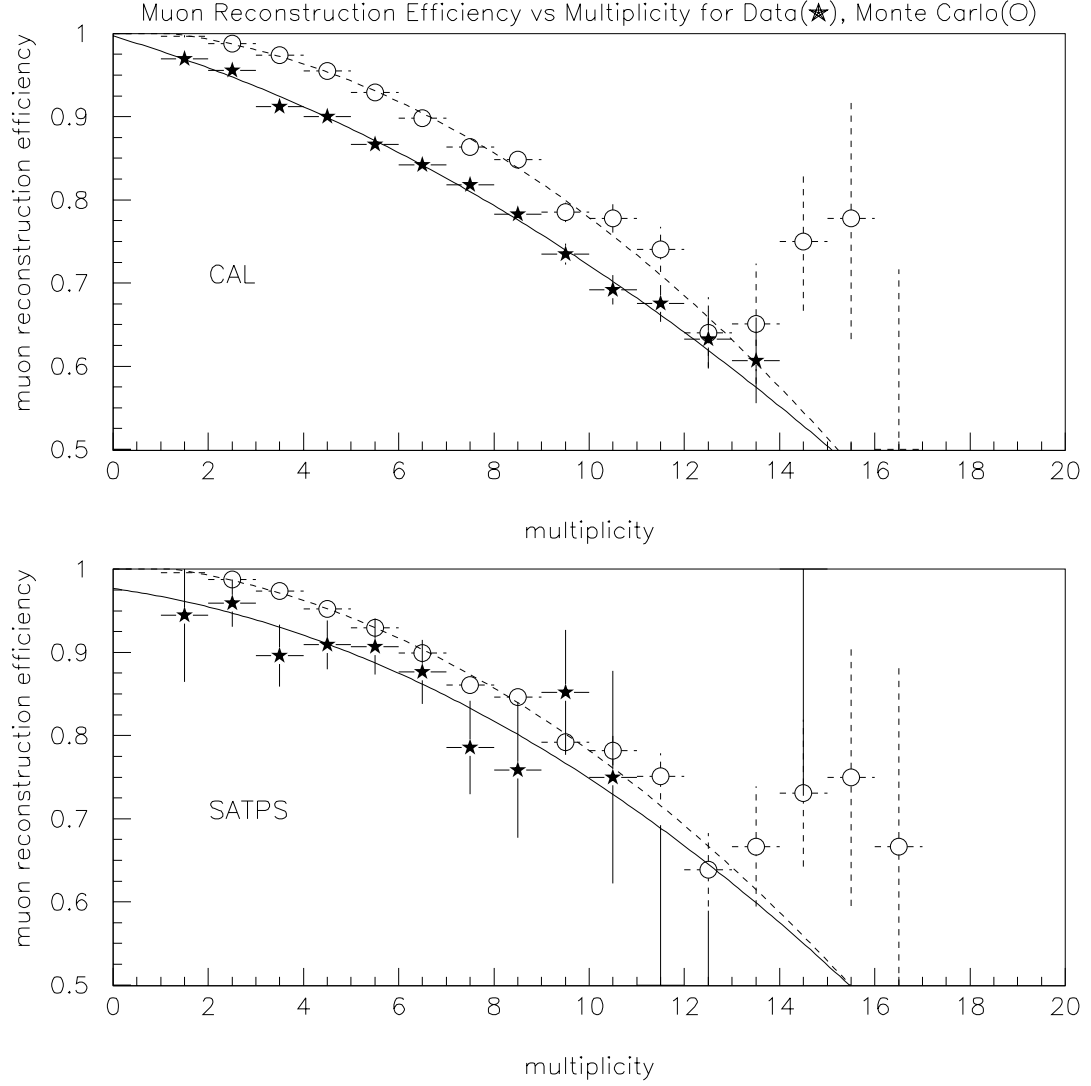 Muon Reconstruction Efficiency vs Multiplicity for Data(★), Monte Carlo(○)
muon reconstruction efficiency
1
0.9
0.8
0.7
0.6
0.5
CAL
0 2 4 6 8 10 12 14 16 18 20
multiplicity
muon reconstruction efficiency
1
0.9
0.8
0.7
0.6
0.5
SATPS
0 2 4 6 8 10 12 14 16 18 20
multiplicity